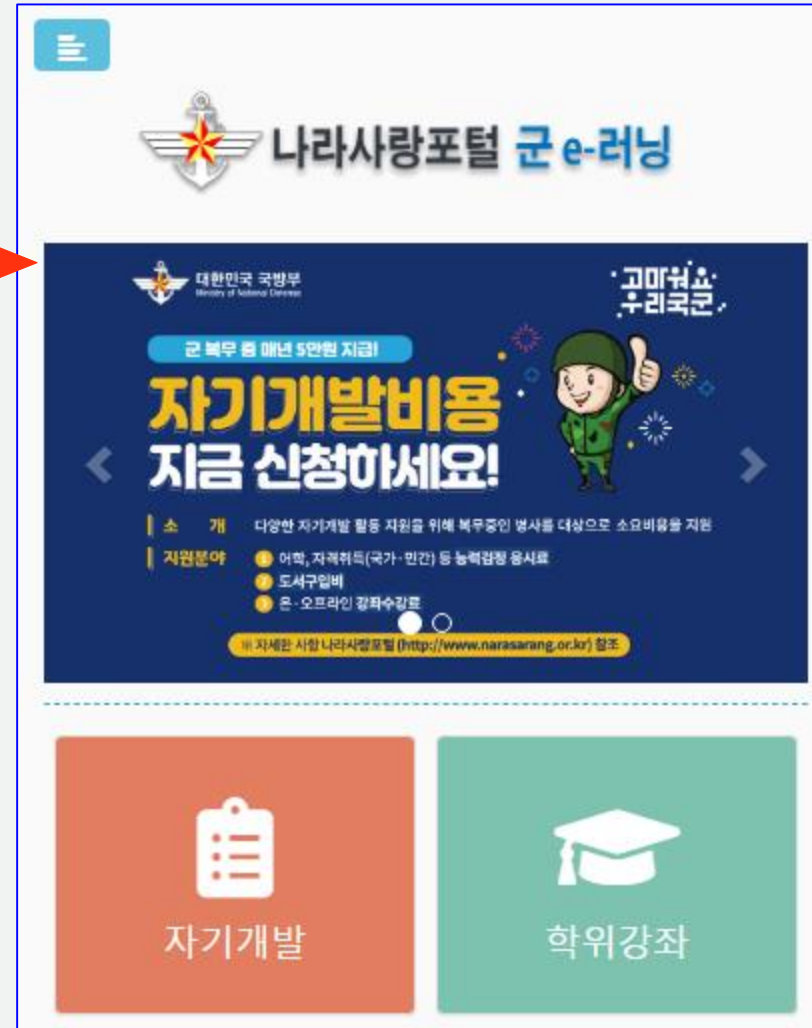 나라사랑포털 군 e-러닝
대한민국 국방부
Ministry of National Defense
고마워요
우리국군
군 복무 중 매년 5만원 지급!
자기개발비용
지금 신청하세요!
소 개 다양한 자기개발 활동 지원을 위해 복무중인 병사를 대상으로 소요비용을 지원
지원분야 1 어학, 자격취득(국가·민간) 등 능력검정 응시료
2 도서구입비
3 온·오프라인 강좌수강료
※ 자세한 사항 나라사랑포털 (http://www.narasarang.or.kr) 참조
자기개발
학위강좌